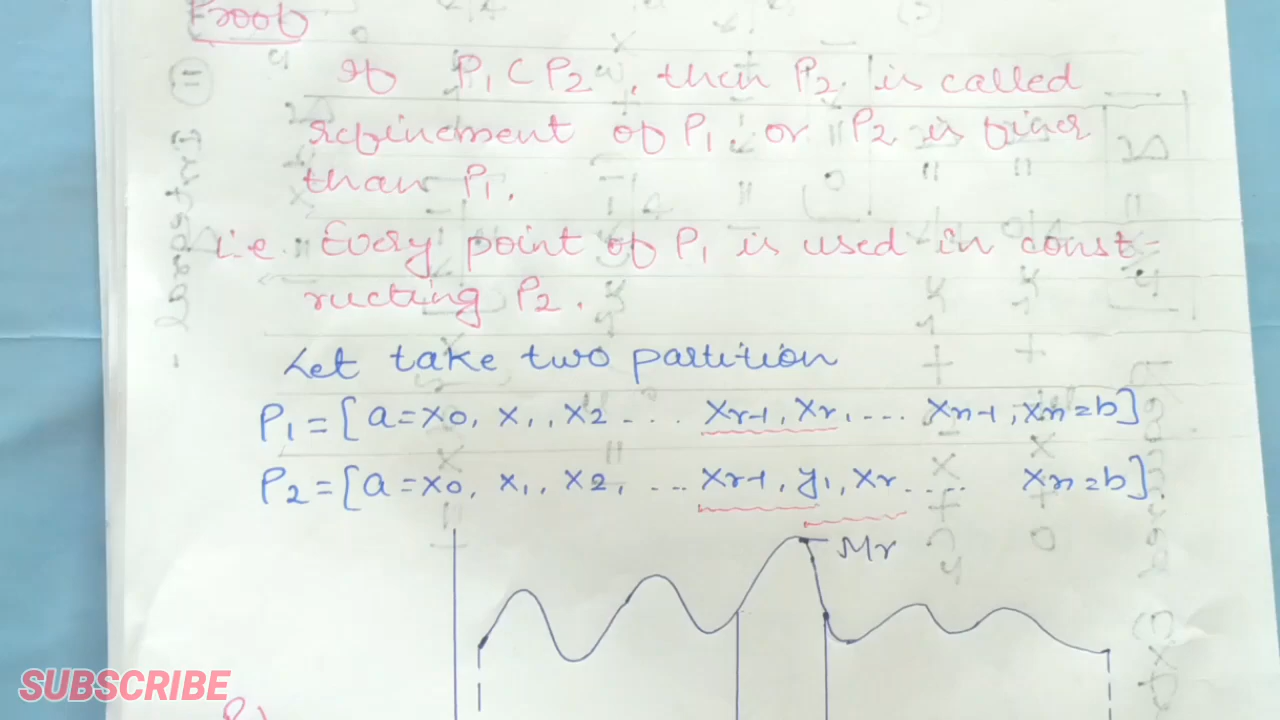 Proof
If P1 ⊂ P2, then P2 is called
refinement of P1. or P2 is finer
than P1.
i.e. Every point of P1 is used in const-
ructing P2.
Let take two partition
P1 = [a = x0, x1, x2 ... xr-1, xr, ... xn-1, xn = b]
P2 = [a = x0, x1, x2, ... xr-1, y1, xr ..... xn = b]
Mr
SUBSCRIBE